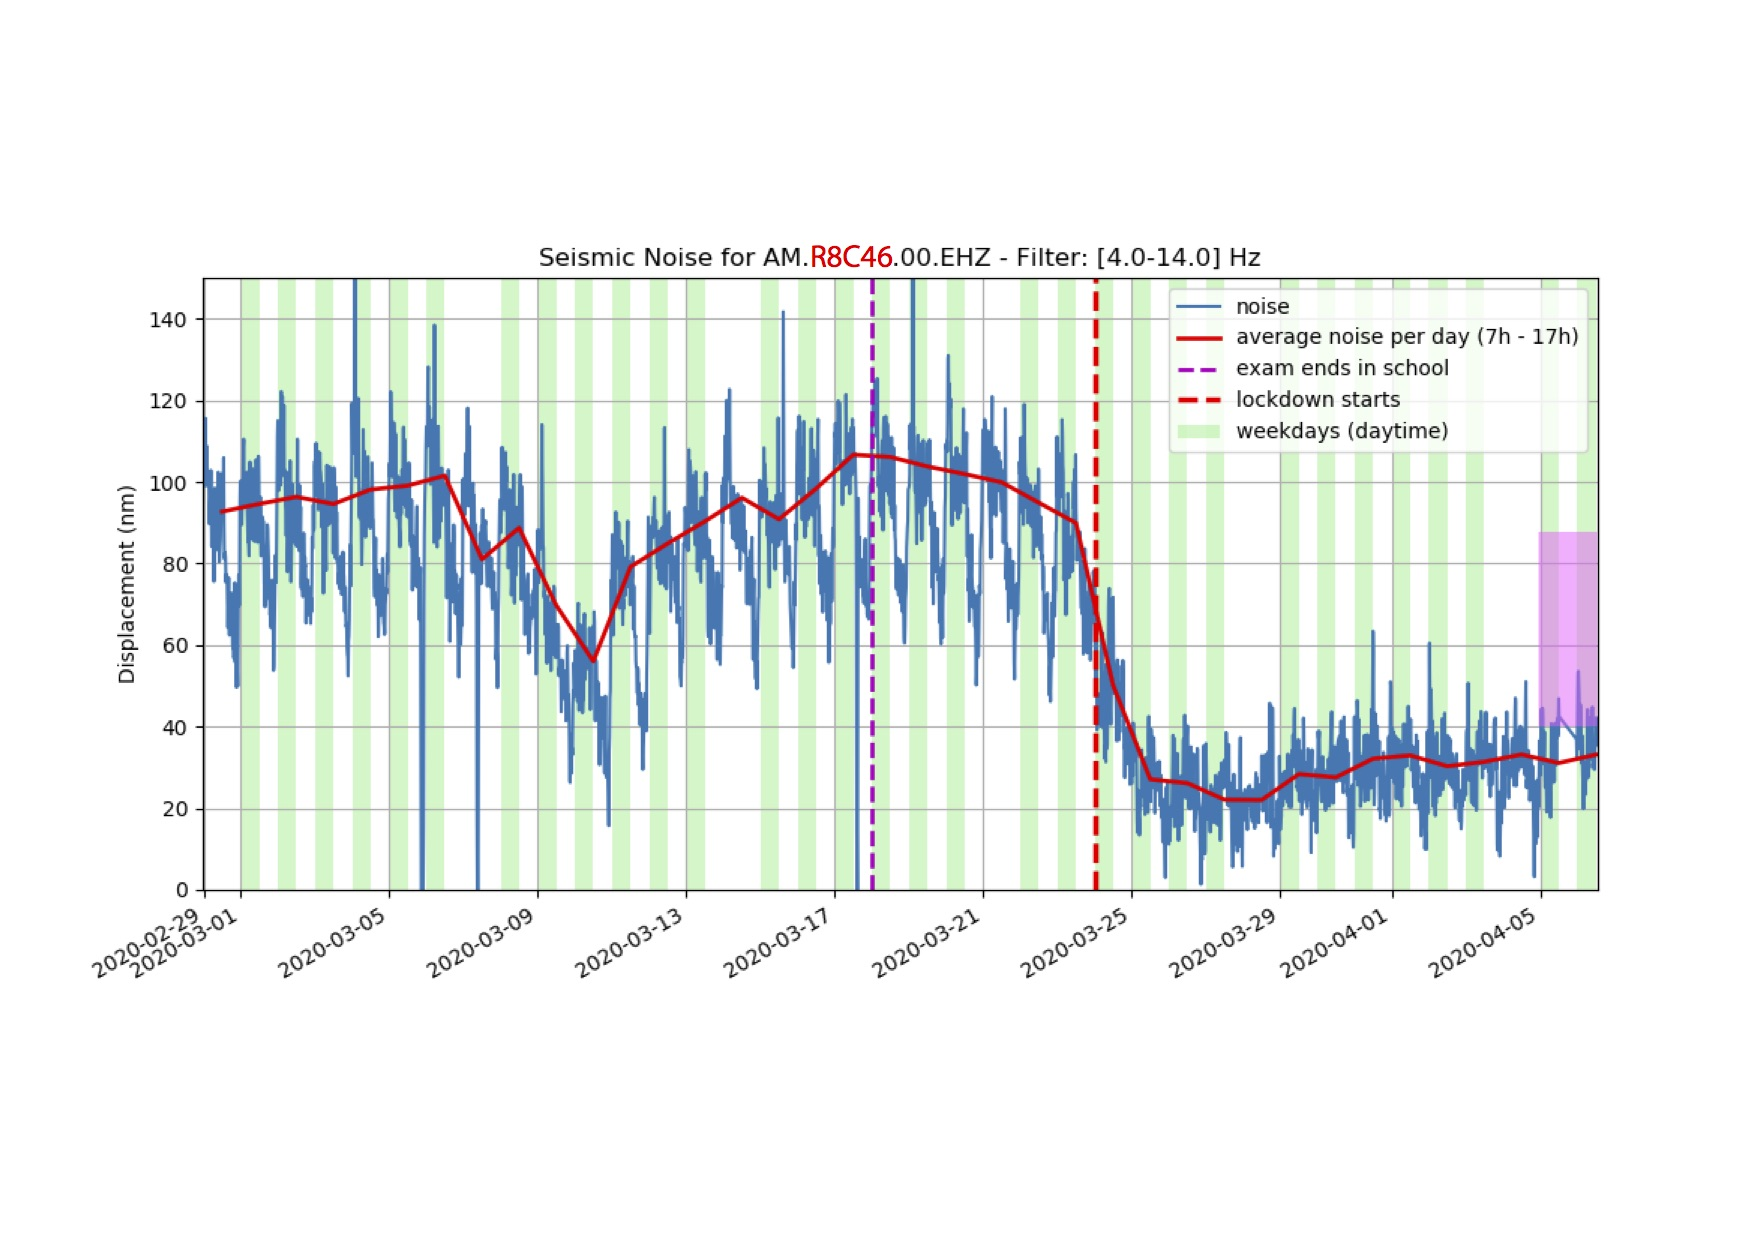 Seismic Noise for AM.R8C46.00.EHZ - Filter: [4.0-14.0] Hz
noise
average noise per day (7h - 17h)
exam ends in school
lockdown starts
weekdays (daytime)
Displacement (nm)
140
120
100
80
60
40
20
0
2020-02-29
2020-03-01
2020-03-05
2020-03-09
2020-03-13
2020-03-17
2020-03-21
2020-03-25
2020-03-29
2020-04-01
2020-04-05